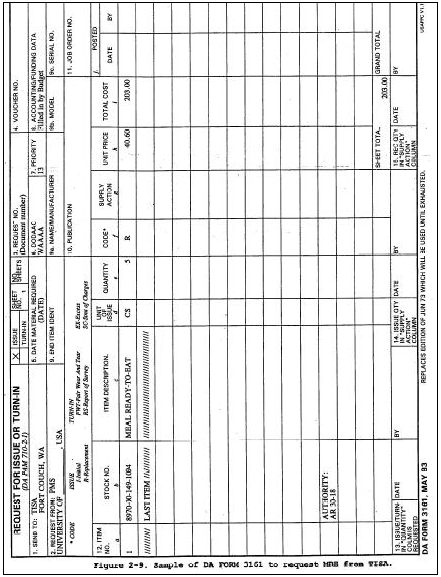 REQUEST FOR ISSUE OR TURN-IN
(DA PAM 710-2-1)
X ISSUE
TURN-IN
SHEET NO. 1
NO. SHEETS
3. REQUEST NO.
(Document number)
4. VOUCHER NO.
1. SEND TO: TISA
FORT COUCH, WA
5. DATE MATERIAL REQUIRED
(DATE)
6. DODAAC
WAAAA
7. PRIORITY
13
8. ACCOUNTING/FUNDING DATA
Filled in by Budget
2. REQUEST FROM: PMS
UNIVERSITY OF , USA
9. END ITEM IDENT
9a. NAME/MANUFACTURER
9b. MODEL
9c. SERIAL NO.
* CODE
ISSUE
I-Initial
R-Replacement
TURN-IN
FWT-Fair Wear And Tear
RS-Report of Survey
EX-Excess
SC-Stmt of Charges
10. PUBLICATION
11. JOB ORDER NO.
12. ITEM NO.
a
STOCK NO.
b
ITEM DESCRIPTION
c
UNIT OF ISSUE
d
QUANTITY
e
CODE*
f
SUPPLY ACTION
g
UNIT PRICE
h
TOTAL COST
i
POSTED
DATE
BY
1
8970-00-149-1094
MEAL READY-TO-EAT
CS
5
R
40.60
203.00
////////// LAST ITEM //////////
AUTHORITY:
AR 30-18
SHEET TOTAL
203.00
GRAND TOTAL
13. ISSUE/TURN-IN "QUANTITY" COLUMN REQUESTED
DATE
BY
14. ISSUE QTY IN "SUPPLY ACTION" COLUMN
DATE
BY
15. REC QTY IN "SUPPLY ACTION" COLUMN
DATE
BY
DA FORM 3161, MAY 83
REPLACES EDITION OF JUN 73 WHICH WILL BE USED UNTIL EXHAUSTED.
USAPPC V1.1
Figure 2-9. Sample of DA FORM 3161 to request MRE from TISA.